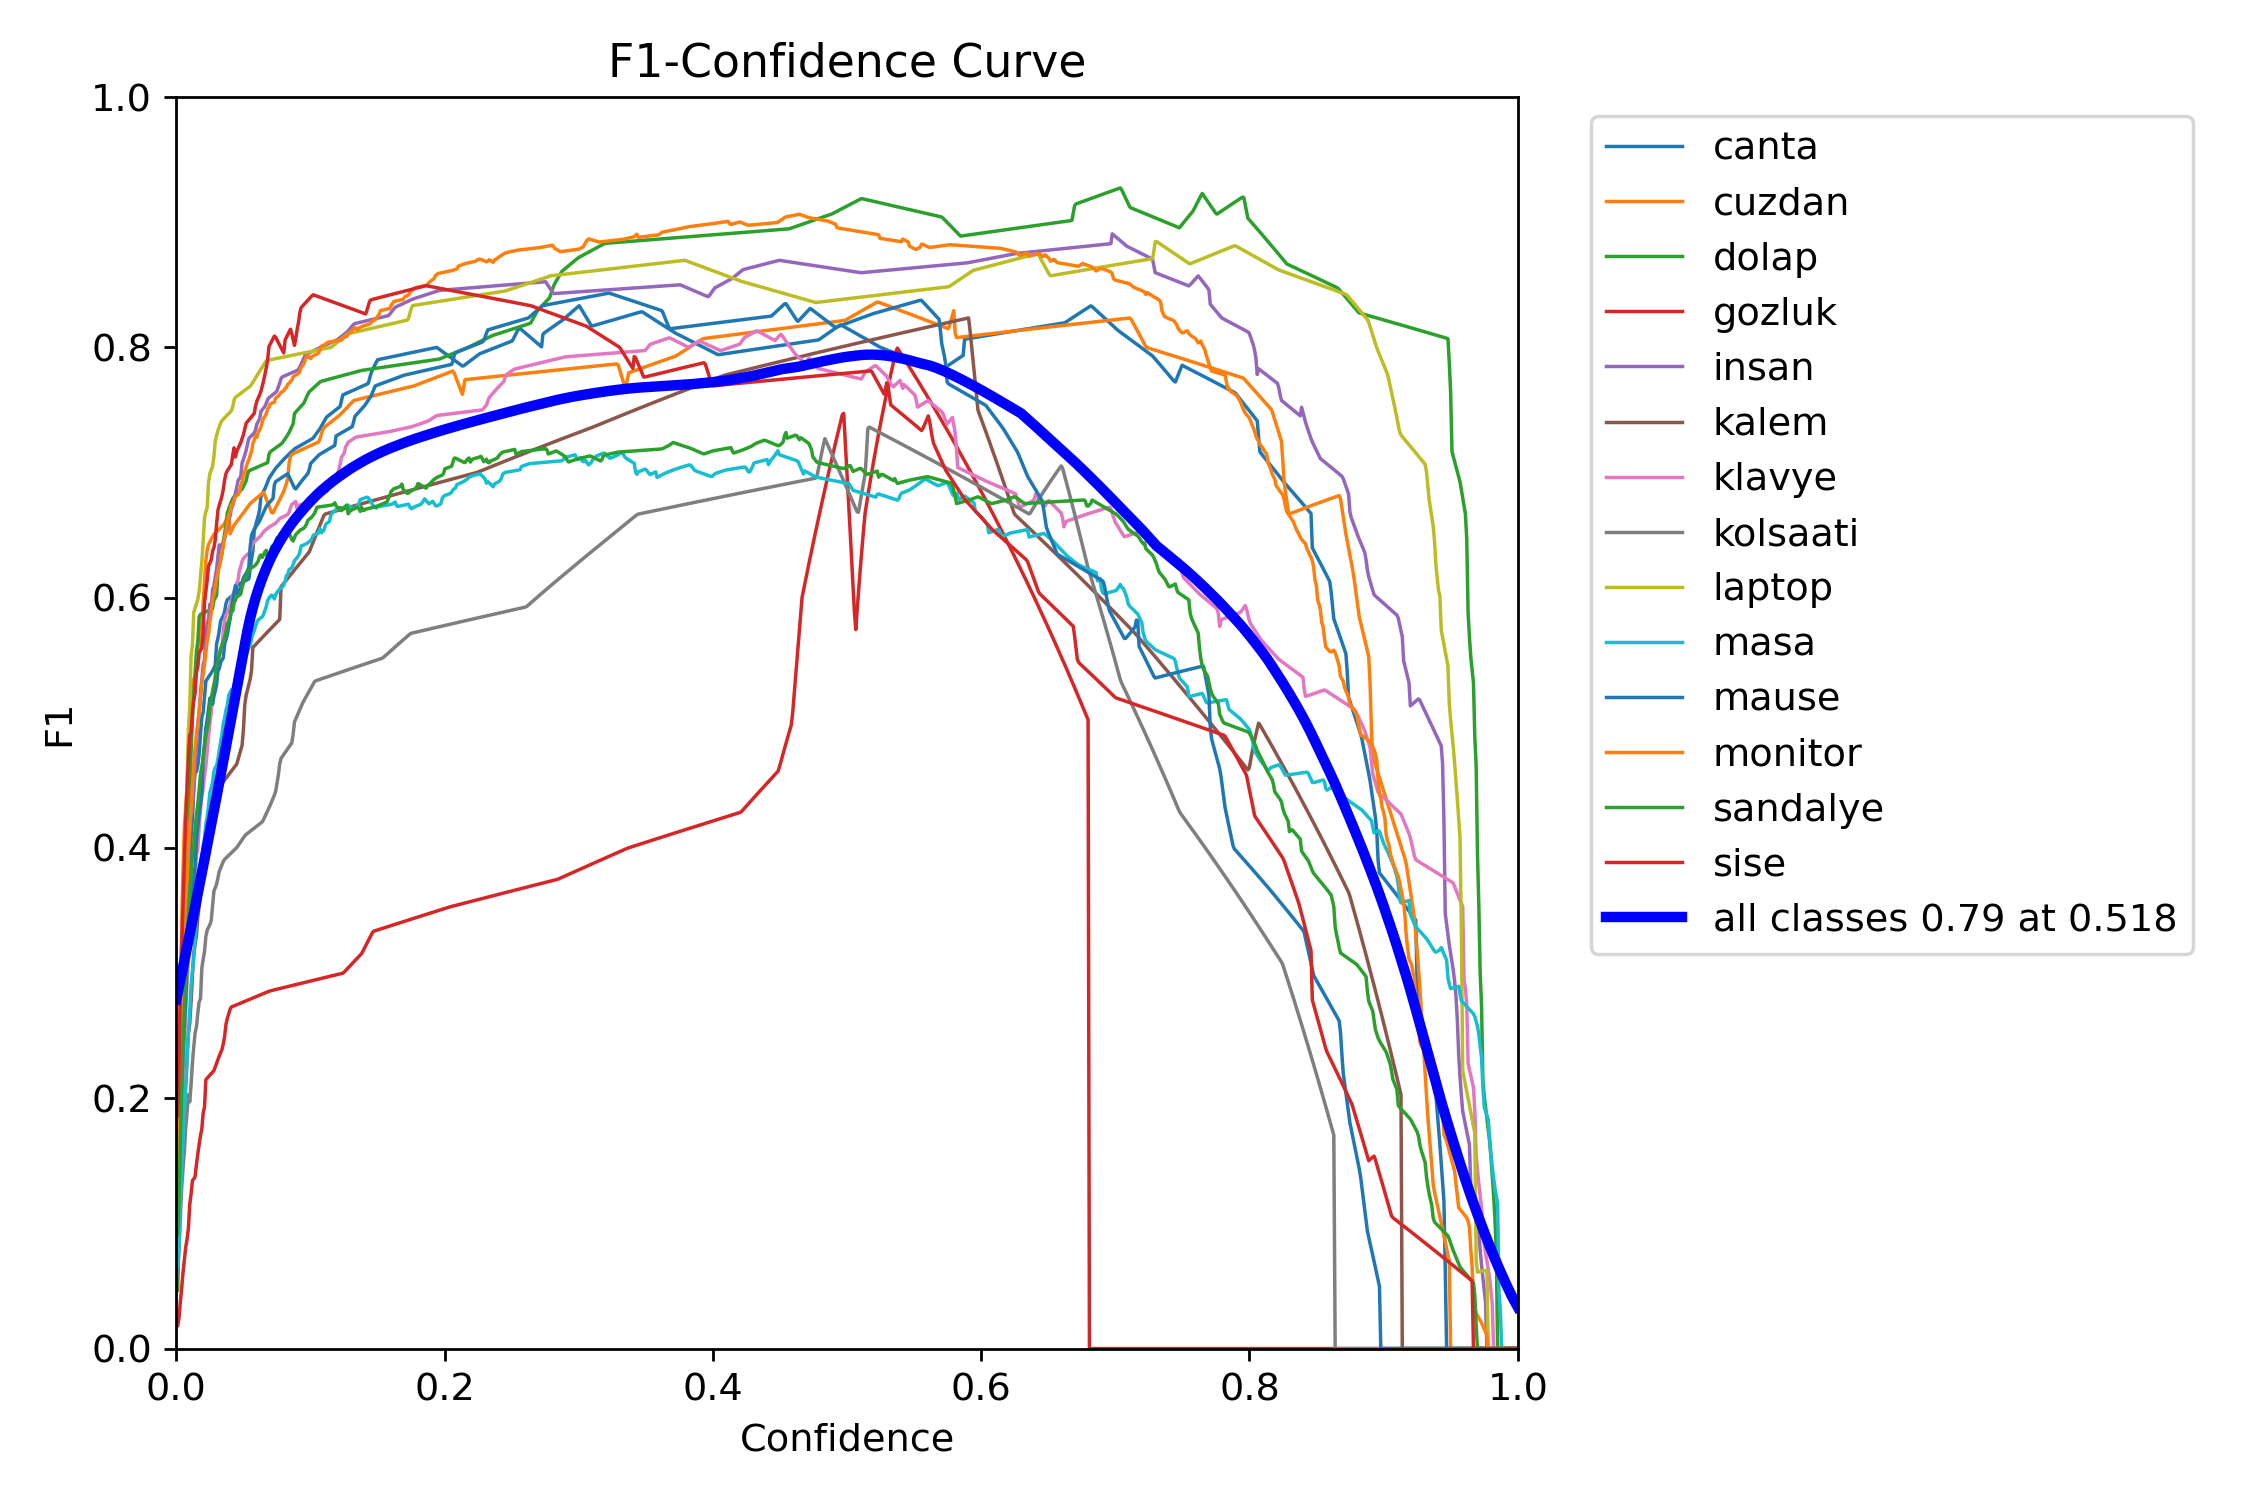 F1-Confidence Curve
1.0
0.8
0.6
0.4
0.2
0.0
F1
0.0 0.2 0.4 0.6 0.8 1.0
Confidence
canta
cuzdan
dolap
gozluk
insan
kalem
klavye
kolsaati
laptop
masa
mause
monitor
sandalye
sise
all classes 0.79 at 0.518